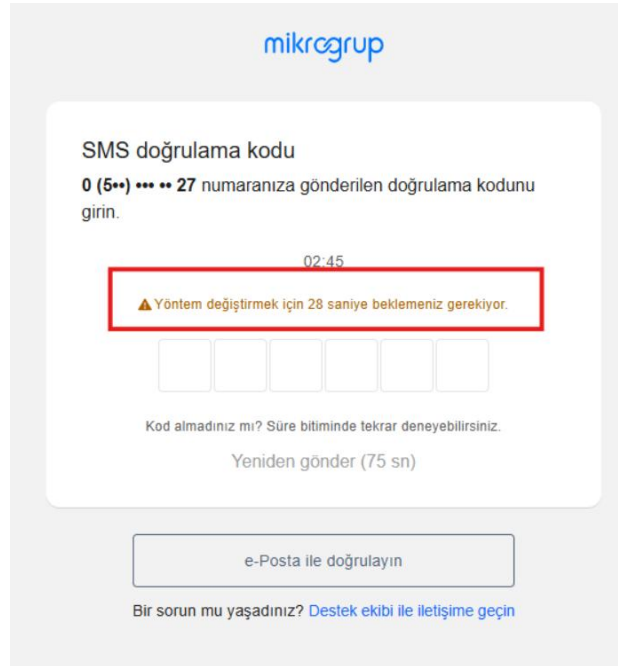 mikrogrup
SMS doğrulama kodu
0 (5••) ••• •• 27 numaranıza gönderilen doğrulama kodunu
girin.
02:45
Yöntem değiştirmek için 28 saniye beklemeniz gerekiyor.
Kod almadınız mı? Süre bitiminde tekrar deneyebilirsiniz.
Yeniden gönder (75 sn)
e-Posta ile doğrulayın
Bir sorun mu yaşadınız? Destek ekibi ile iletişime geçin